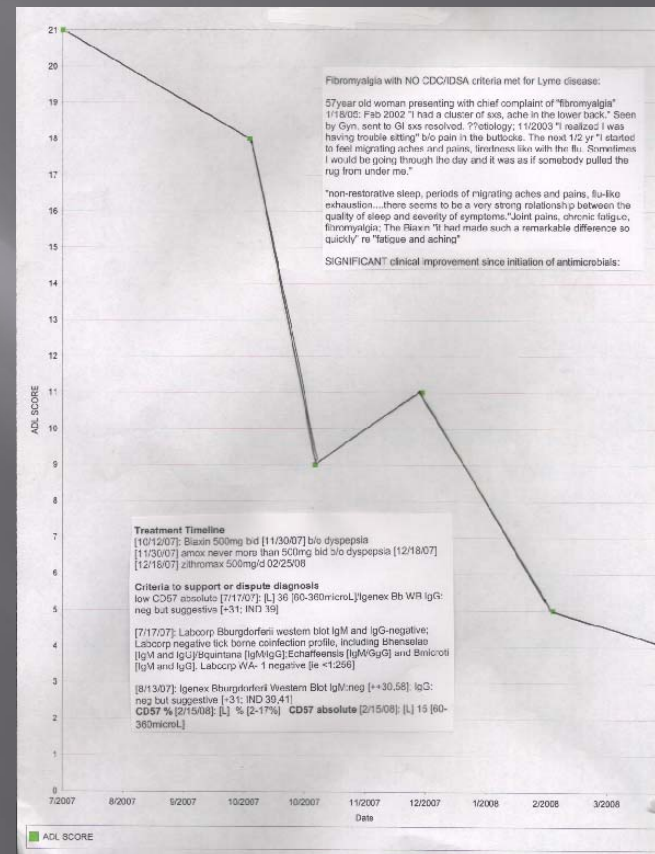 Fibromyalgia with NO CDC/IDSA criteria met for Lyme disease:
57year old woman presenting with chief complaint of "fibromyalgia"
1/18/06: Feb 2002 "I had a cluster of sxs, ache in the lower back." Seen
by Gyn, sent to GI sxs resolved. ??etiology; 11/2003 "I realized I was
having trouble sitting" b/o pain in the buttocks. The next 1/2 yr "I started
to feel migrating aches and pains, tiredness like with the flu. Sometimes
I would be going through the day and it was as if somebody pulled the
rug from under me."
"non-restorative sleep, periods of migrating aches and pains, flu-like
exhaustion....there seems to be a very strong relationship between the
quality of sleep and severity of symptoms."Joint pains, chronic fatigue,
fibromyalgia; The Biaxin "it had made such a remarkable difference so
quickly" re "fatigue and aching"
SIGNIFICANT clinical improvement since initiation of antimicrobials:
21
20
19
18
17
16
15
14
13
12
11
10
9
8
7
6
5
4
3
2
1
0
ADL SCORE
Treatment Timeline
[10/12/07]: Biaxin 500mg bid [11/30/07] b/o dyspepsia
[11/30/07] amox never more than 500mg bid b/o dyspepsia [12/18/07]
[12/18/07] zithromax 500mg/d 02/25/08
Criteria to support or dispute diagnosis
low CD57 absolute [7/17/07]: [L] 36 [60-360microL]/Igenex Bb WB IgG:
neg but suggestive [+31; IND 39]
[7/17/07]: Labcorp Bburgdorferii western blot IgM and IgG-negative;
Labcorp negative tick borne coinfection profile, including Bhenselae
[IgM and IgG]/Bquintana [IgM/IgG]:Echaffeensis [IgM/GgG] and Bmicroti
[IgM and IgG]. Labcorp WA- 1 negative [ie <1:256]
[8/13/07]: Igenex Bburgdorferii Western Blot IgM:neg [++30,58]; IgG:
neg but suggestive [+31; IND 39,41]
CD57 % [2/15/08]: [L] % [2-17%] CD57 absolute [2/15/08]: [L] 15 [60-
360microL]
7/2007 8/2007 9/2007 10/2007 10/2007 11/2007 12/2007 1/2008 2/2008 3/2008
Date
ADL SCORE